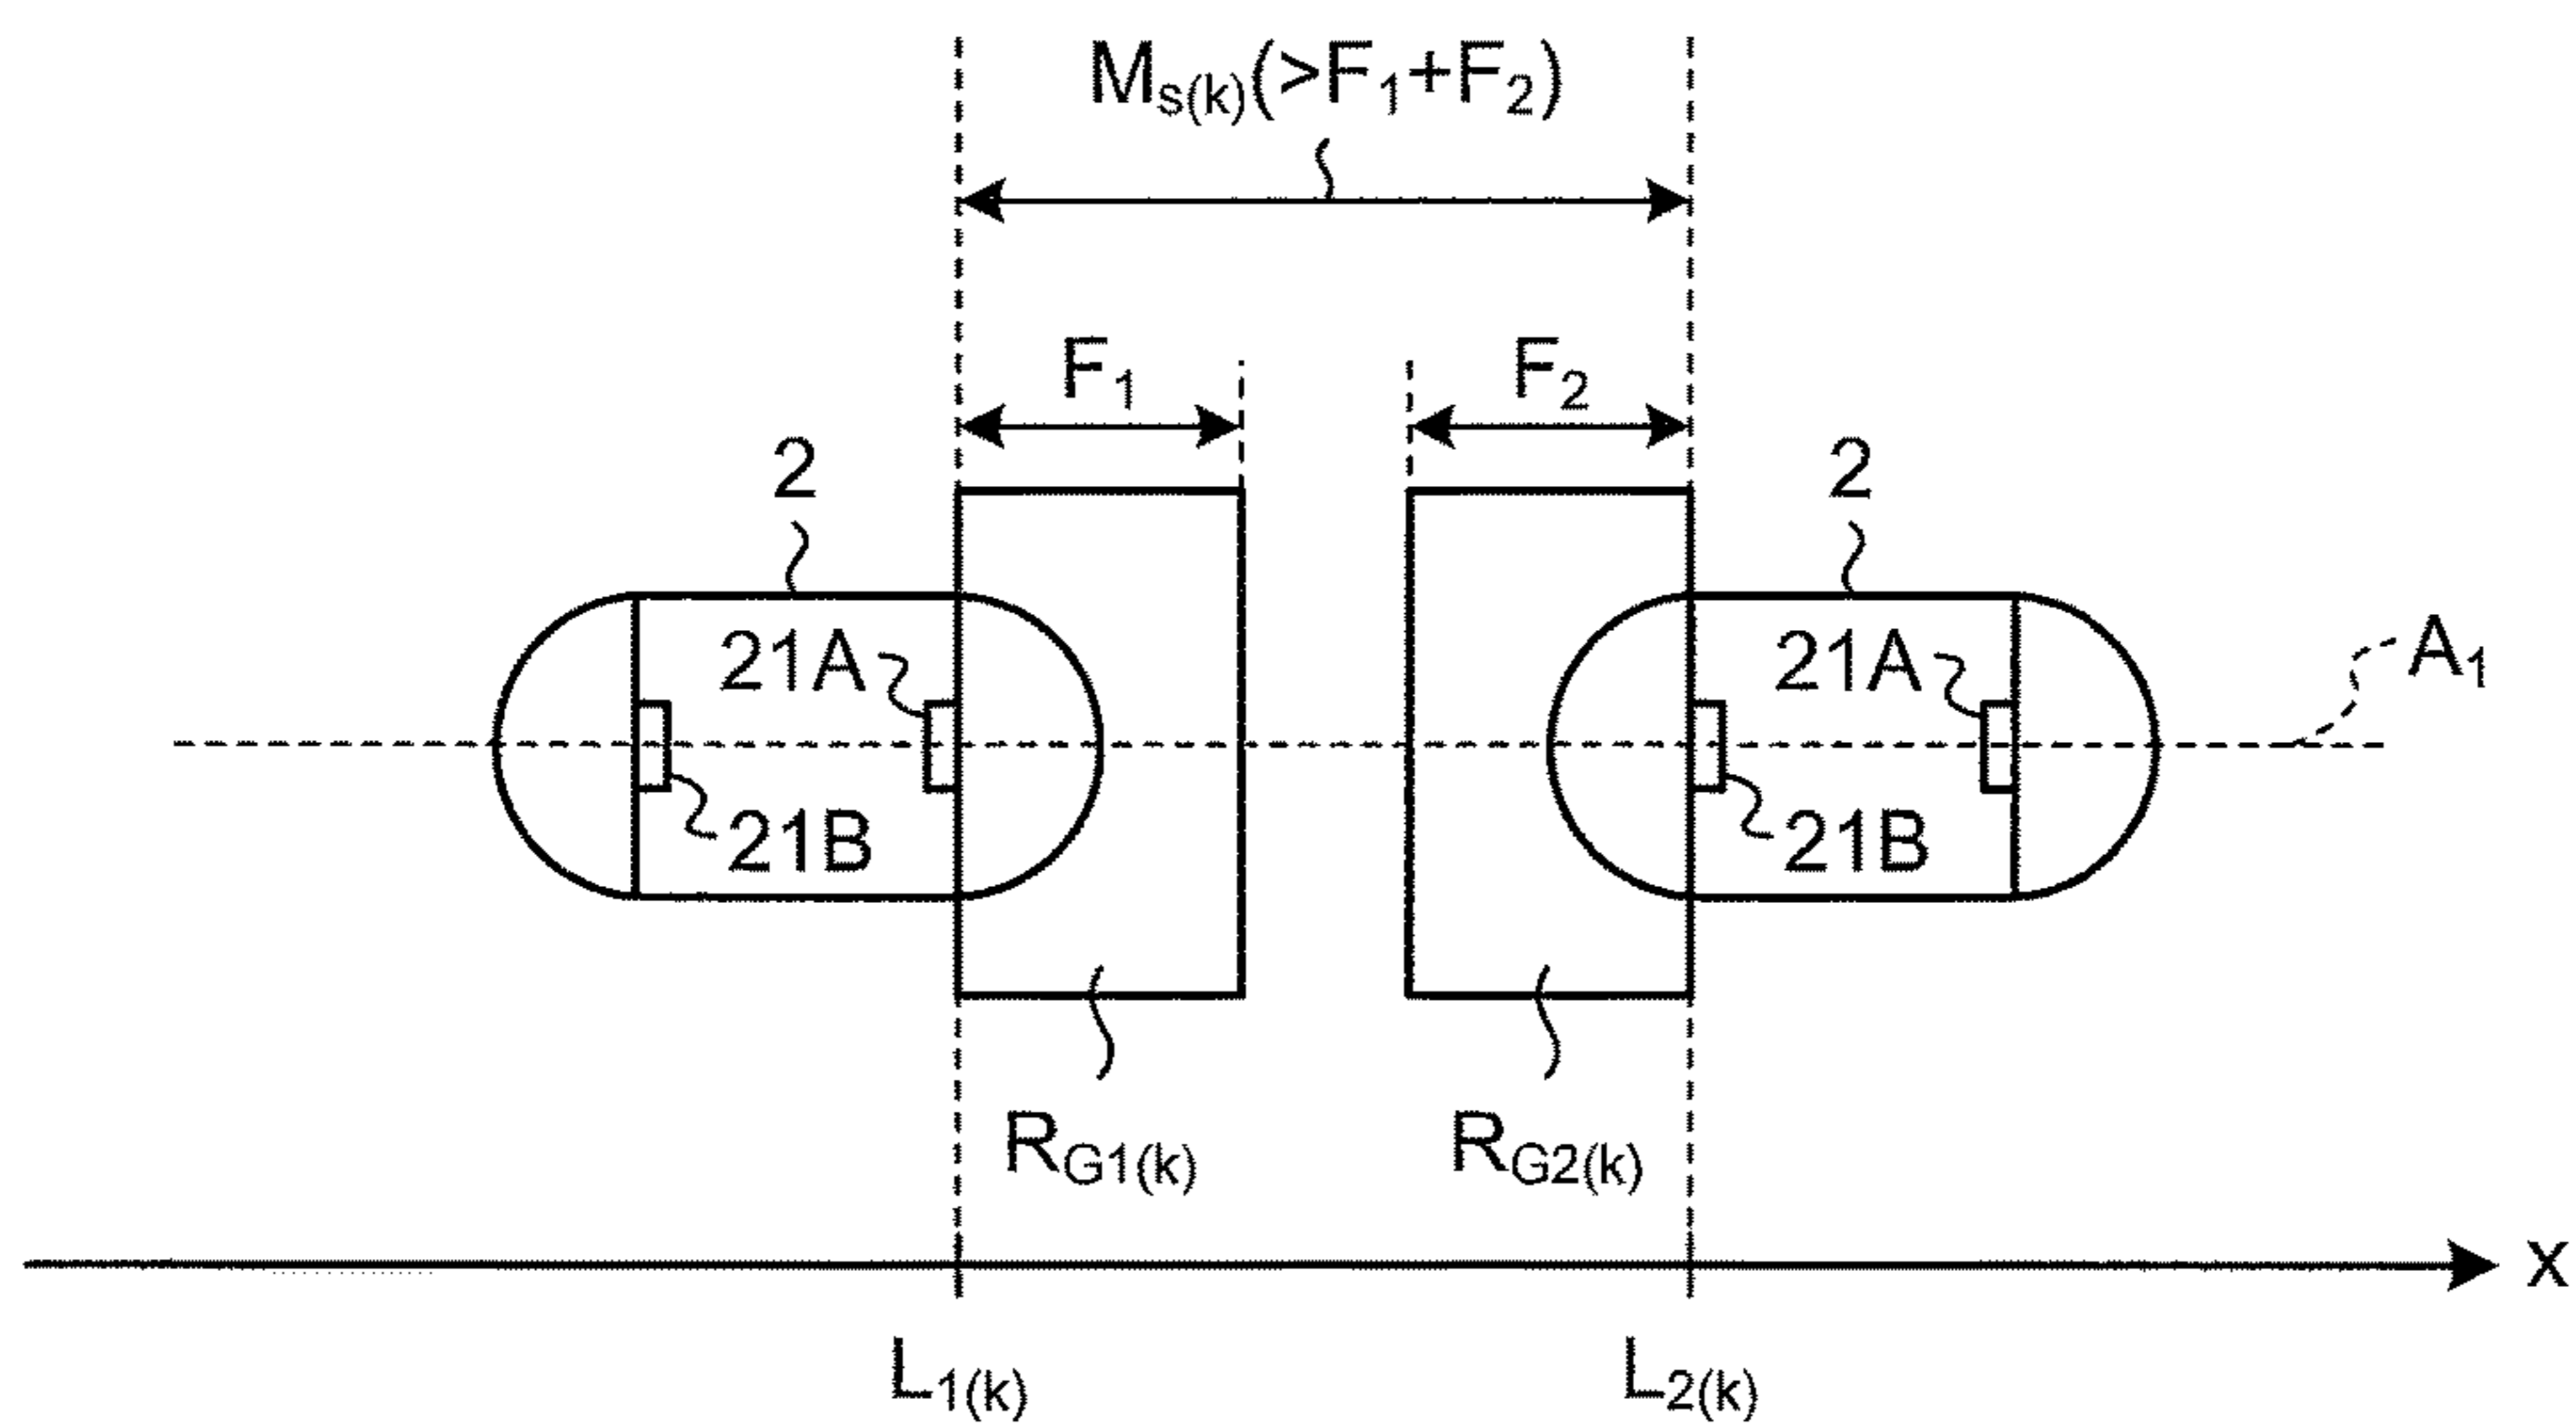 Ms(k)(>F1+F2)
F1
F2
2
2
21A
21A
A1
21B
21B
RG1(k)
RG2(k)
x
L1(k)
L2(k)